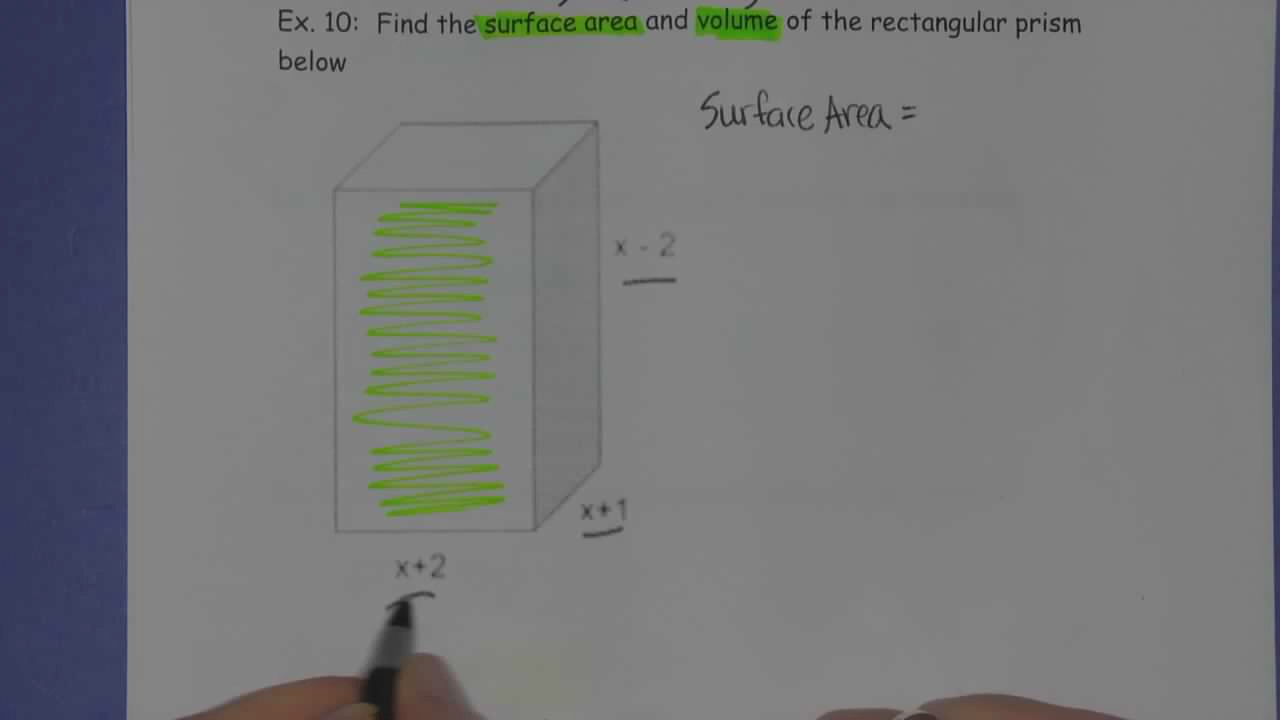 Ex. 10: Find the surface area and volume of the rectangular prism
below
Surface Area =
x - 2
x+1
x+2